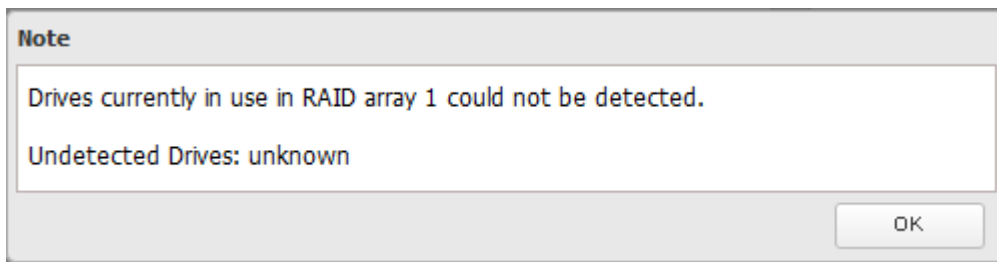 Note
Drives currently in use in RAID array 1 could not be detected.
Undetected Drives: unknown
OK